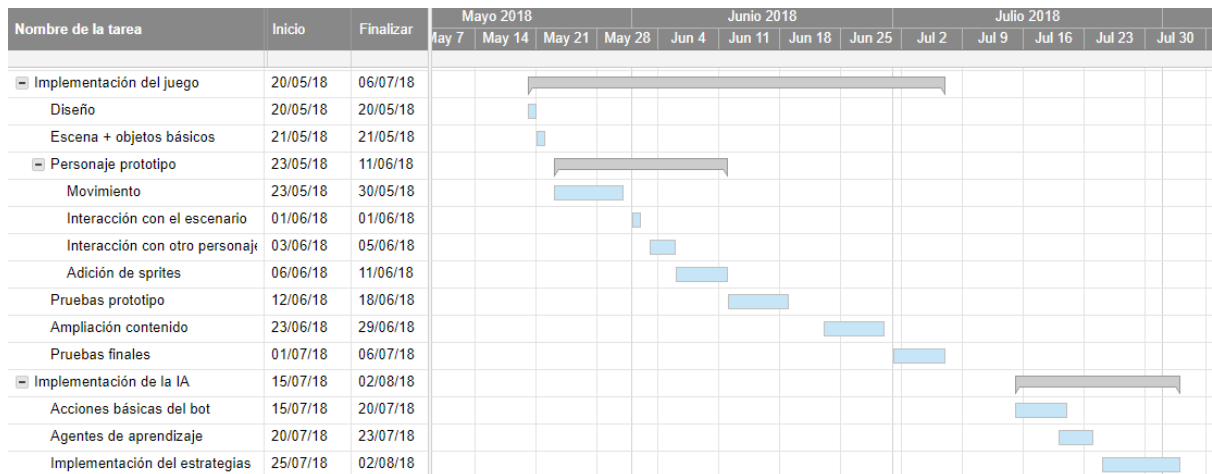 Nombre de la tarea Inicio Finalizar Mayo 2018 Junio 2018 Julio 2018
May 7 May 14 May 21 May 28 Jun 4 Jun 11 Jun 18 Jun 25 Jul 2 Jul 9 Jul 16 Jul 23 Jul 30
Implementación del juego 20/05/18 06/07/18
Diseño 20/05/18 20/05/18
Escena + objetos básicos 21/05/18 21/05/18
Personaje prototipo 23/05/18 11/06/18
Movimiento 23/05/18 30/05/18
Interacción con el escenario 01/06/18 01/06/18
Interacción con otro personaje 03/06/18 05/06/18
Adición de sprites 06/06/18 11/06/18
Pruebas prototipo 12/06/18 18/06/18
Ampliación contenido 23/06/18 29/06/18
Pruebas finales 01/07/18 06/07/18
Implementación de la IA 15/07/18 02/08/18
Acciones básicas del bot 15/07/18 20/07/18
Agentes de aprendizaje 20/07/18 23/07/18
Implementación del estrategias 25/07/18 02/08/18